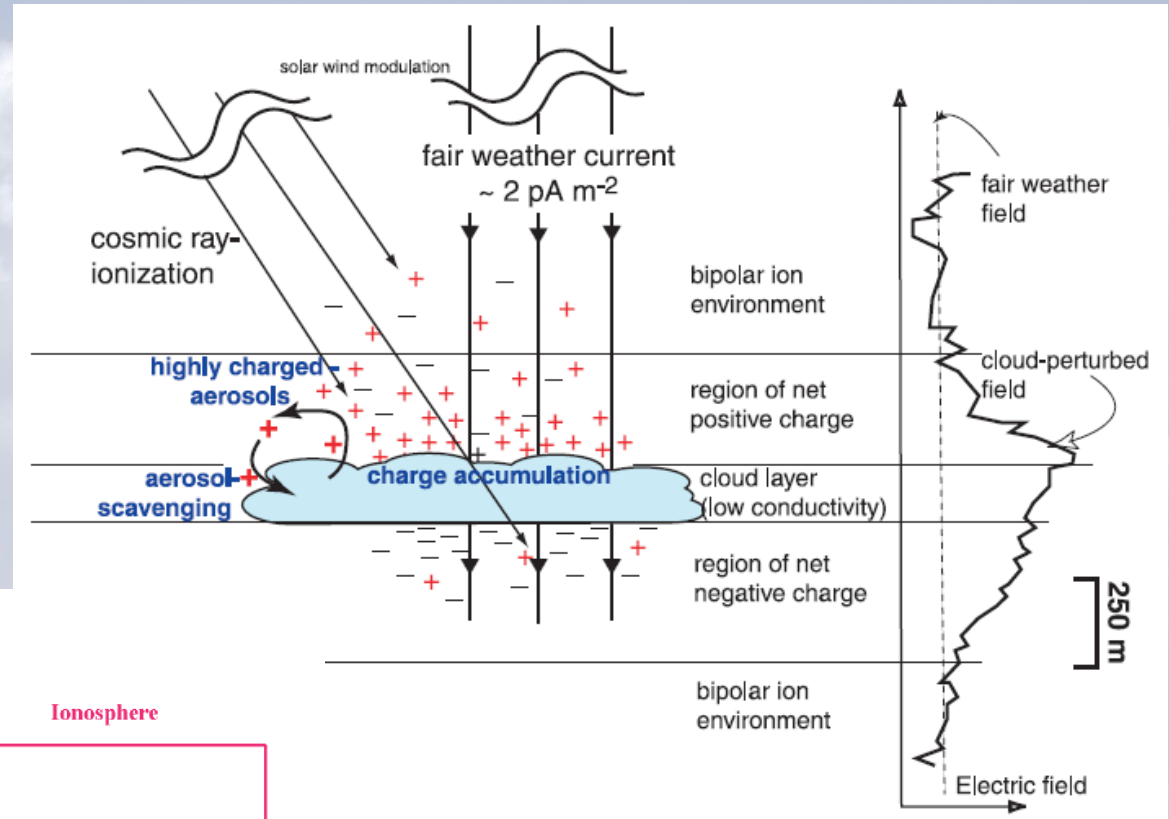 solar wind modulation
fair weather current
~ 2 pA m-2
cosmic ray-
ionization
fair weather
field
bipolar ion
environment
cloud-perturbed
field
highly charged
aerosols
region of net
positive charge
aerosol
scavenging
charge accumulation
cloud layer
(low conductivity)
region of net
negative charge
250 m
bipolar ion
environment
Ionosphere
Electric field